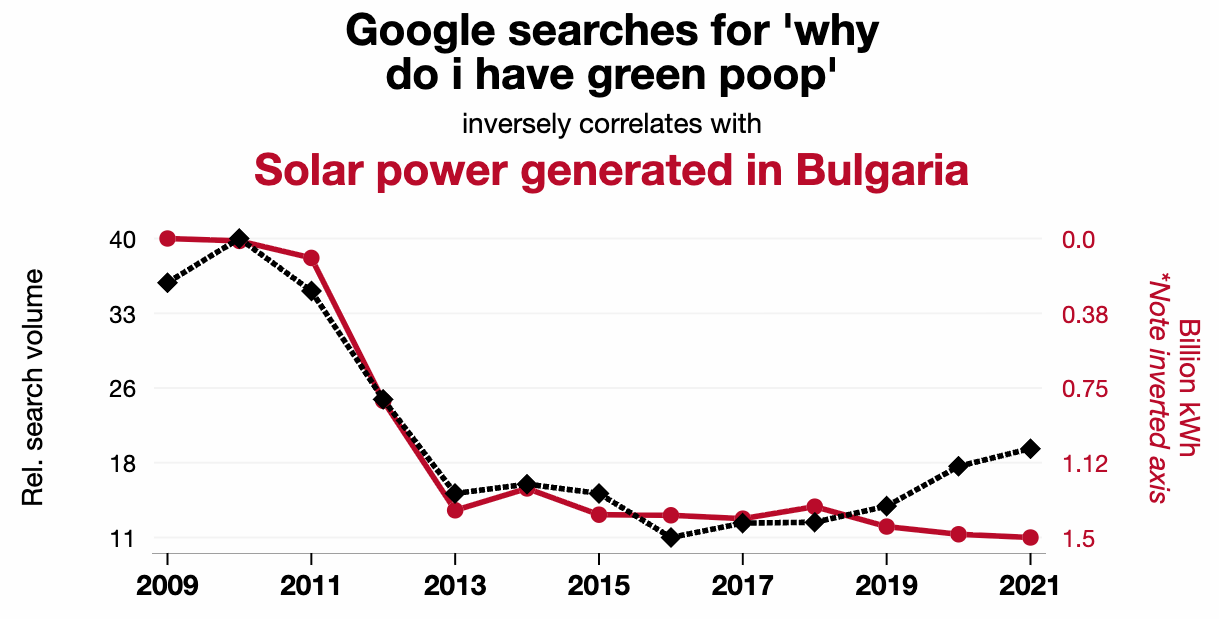 Google searches for 'why
do i have green poop'
inversely correlates with
Solar power generated in Bulgaria
Rel. search volume
40
33
26
18
11
0.0
0.38
0.75
1.12
1.5
Billion kWh
*Note inverted axis
2009 2011 2013 2015 2017 2019 2021